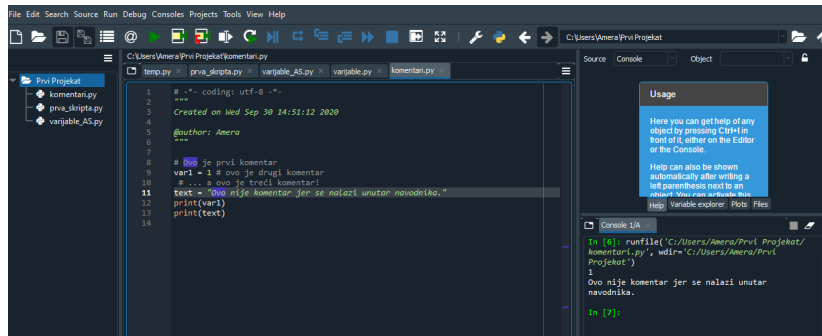 File Edit Search Source Run Debug Consoles Projects Tools View Help
C:\Users\Amera\Prvi Projekat
C:\Users\Amera\Prvi Projekat\komentari.py
temp.py
prva_skripta.py
varijable_AS.py
varijable.py
komentari.py
Prvi Projekat
komentari.py
prva_skripta.py
varijable_AS.py
1 # -*- coding: utf-8 -*-
2 """
3 Created on Wed Sep 30 14:51:12 2020
4
5 @author: Amera
6 """
7
8 # Ovo je prvi komentar
9 var1 = 1 # ovo je drugi komentar
10 # ... a ovo je treći komentar!
11 text = "Ovo nije komentar jer se nalazi unutar navodnika."
12 print(var1)
13 print(text)
14
Source Console Object
Usage
Here you can get help of any
object by pressing Ctrl+I in
front of it, either on the Editor
or the Console.
Help can also be shown
automatically after writing a
left parenthesis next to an
object. You can activate this
Help Variable explorer Plots Files
Console 1/A
In [6]: runfile('C:/Users/Amera/Prvi Projekat/
komentari.py', wdir='C:/Users/Amera/Prvi
Projekat')
1
Ovo nije komentar jer se nalazi unutar
navodnika.
In [7]: